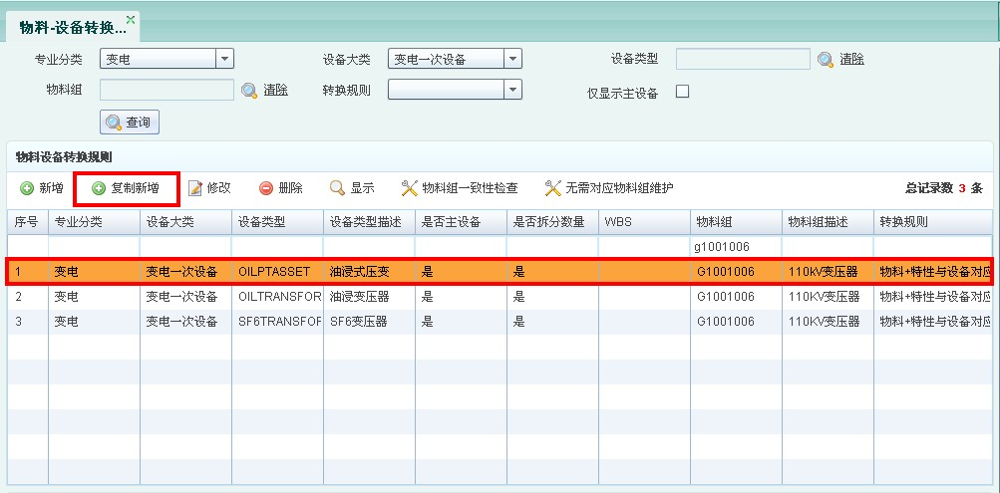 物料-设备转换...
专业分类 变电 设备大类 变电一次设备 设备类型 清除
物料组 清除 转换规则 仅显示主设备
查询
物料设备转换规则
新增 复制新增 修改 删除 显示 物料组一致性检查 无需对应物料组维护 总记录数 3 条
序号 专业分类 设备大类 设备类型 设备类型描述 是否主设备 是否拆分数量 WBS 物料组 物料组描述 转换规则
g1001006
1 变电 变电一次设备 OILPTASSET 油浸式压变 是 是 G1001006 110kV变压器 物料+特性与设备对应
2 变电 变电一次设备 OILTRANSFOR 油浸变压器 是 是 G1001006 110KV变压器 物料+特性与设备对应
3 变电 变电一次设备 SF6TRANSFOR SF6变压器 是 是 G1001006 110KV变压器 物料+特性与设备对应